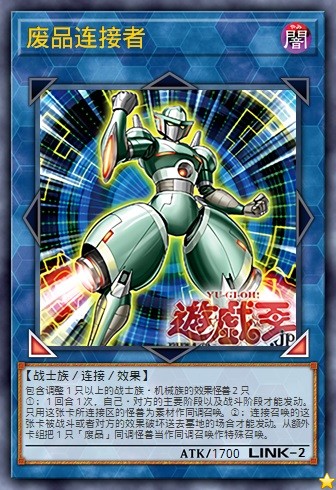 废品连接者
闇
YU-GI-OH!
遊戯王.JP
【战士族／连接／效果】
包含调整1只以上的战士族·机械族的效果怪兽2只
①：1回合1次，自己·对方的主要阶段以及战斗阶段才能发动。
只用这张卡所连接区的怪兽为素材作同调召唤。②：连接召唤的这
张卡被战斗或者对方的效果破坏送去墓地的场合才能发动。从额外
卡组把1只「废品」同调怪兽当作同调召唤作特殊召唤。
ATK/1700 LINK-2